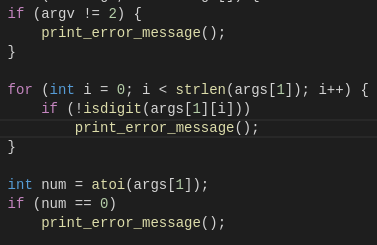 if (argv != 2) {
    print_error_message();
}

for (int i = 0; i < strlen(args[1]); i++) {
    if (!isdigit(args[1][i]))
        print_error_message();
}

int num = atoi(args[1]);
if (num == 0)
    print_error_message();